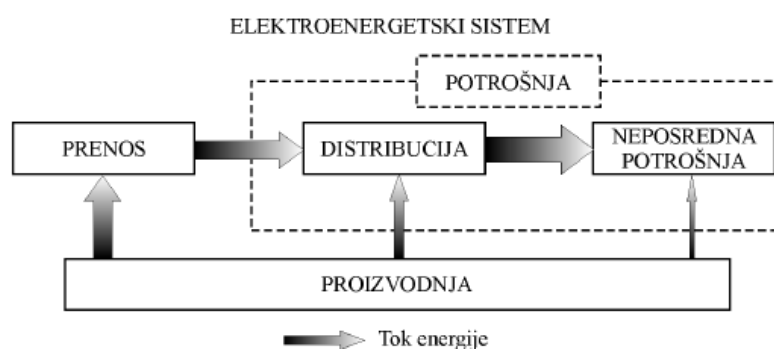 ELEKTROENERGETSKI SISTEM
POTROŠNJA
PRENOS
DISTRIBUCIJA
NEPOSREDNA
POTROŠNJA
PROIZVODNJA
Tok energije